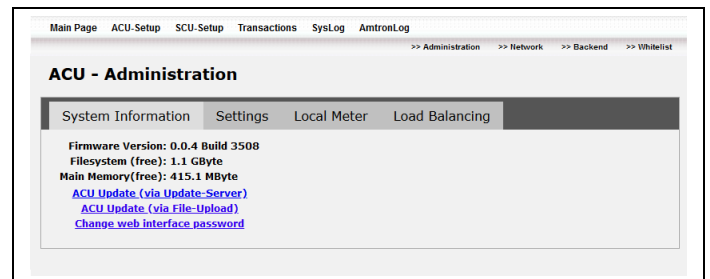 Main Page ACU-Setup SCU-Setup Transactions SysLog AmtronLog
>> Administration >> Network >> Backend >> Whitelist
ACU - Administration
System Information Settings Local Meter Load Balancing
Firmware Version: 0.0.4 Build 3508
Filesystem (free): 1.1 GByte
Main Memory(free): 415.1 MByte
ACU Update (via Update-Server)
ACU Update (via File-Upload)
Change web interface password